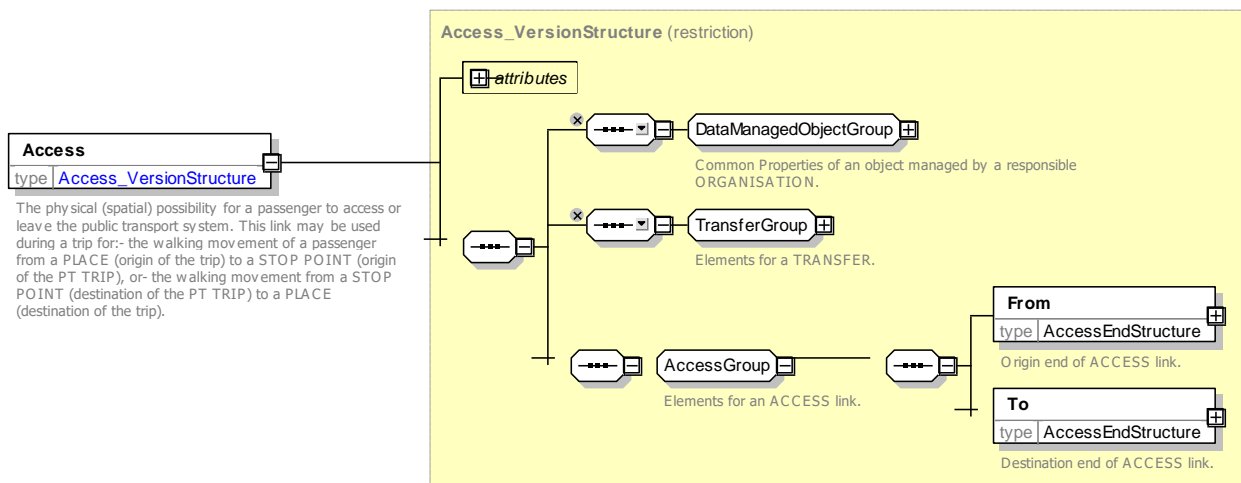 Access_VersionStructure (restriction)
attributes
DataManagedObjectGroup
Common Properties of an object managed by a responsible
ORGANISATION.
Access
type Access_VersionStructure
The physical (spatial) possibility for a passenger to access or
leave the public transport system. This link may be used
during a trip for:- the walking movement of a passenger
from a PLACE (origin of the trip) to a STOP POINT (origin
of the PT TRIP), or- the walking movement from a STOP
POINT (destination of the PT TRIP) to a PLACE
(destination of the trip).
TransferGroup
Elements for a TRANSFER.
AccessGroup
Elements for an ACCESS link.
From
type AccessEndStructure
Origin end of ACCESS link.
To
type AccessEndStructure
Destination end of ACCESS link.